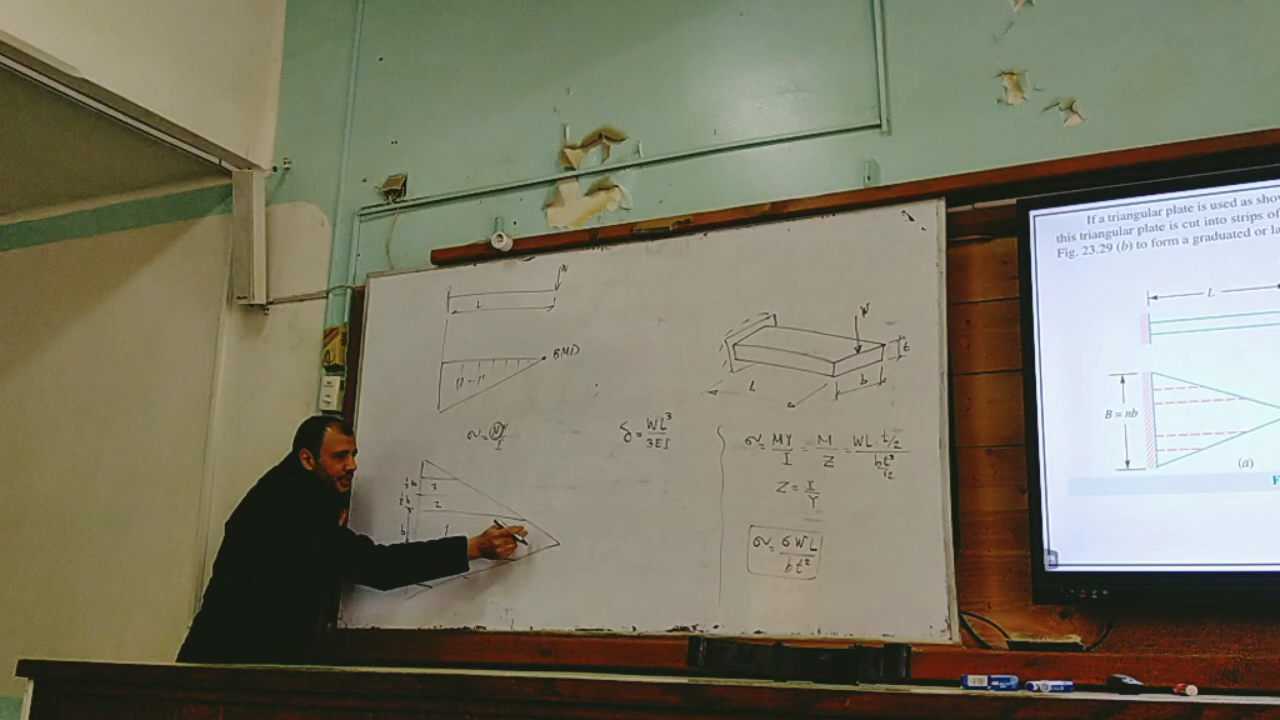 W
L
BMD
σ = MY/I
3
2
1
b
δ = WL³/3EI
W
t
b
L
σ = MY/I = M/Z = WL . t/2 / bt³/12
Z = I/Y
σ = 6WL/bt²
If a triangular plate is used as sho
this triangular plate is cut into strips of
Fig. 23.29 (b) to form a graduated or la
L
B = nb
(a)
F